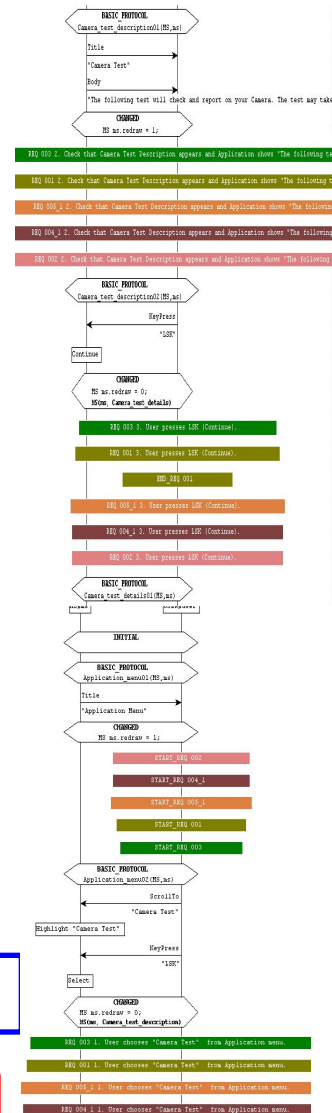 BASIC_PROTOCOL
Camera_test_description01(MS,ms)
Title
"Camera Test"
Body
"The following test will check and report on your Camera. The test may take
CHANGED
MS ms.redraw = 1;
REQ 003 2. Check that Camera Test Description appears and Application shows "The following te
REQ 001 2. Check that Camera Test Description appears and Application shows "The following t
REQ 005_1 2. Check that Camera Test Description appears and Application shows "The following
REQ 004_1 2. Check that Camera Test Description appears and Application shows "The following
REQ 002 2. Check that Camera Test Description appears and Application shows "The following
BASIC_PROTOCOL
Camera_test_description02(MS,ms)
KeyPress
"LSK"
Continue
CHANGED
MS ms.redraw = 0;
MS(ms, Camera_test_details)
REQ 003 3. User presses LSK (Continue).
REQ 001 3. User presses LSK (Continue).
END_REQ 001
REQ 005_1 3. User presses LSK (Continue).
REQ 004_1 3. User presses LSK (Continue).
REQ 002 3. User presses LSK (Continue).
BASIC_PROTOCOL
Camera_test_details01(MS,ms)
INITIAL
BASIC_PROTOCOL
Application_menu01(MS,ms)
Title
"Application Menu"
CHANGED
MS ms.redraw = 1;
START_REQ 002
START_REQ 004_1
START_REQ 005_1
START_REQ 001
START_REQ 003
BASIC_PROTOCOL
Application_menu02(MS,ms)
ScrollTo
"Camera Test"
Highlight "Camera Test"
KeyPress
"LSK"
Select
CHANGED
MS ms.redraw = 0;
MS(ms, Camera_test_description)
REQ 003 1. User chooses "Camera Test" from Application menu.
REQ 001 1. User chooses "Camera Test" from Application menu.
REQ 005_1 1. User chooses "Camera Test" from Application menu.
REQ 004 1 1. User chooses "Camera Test" from Application menu.